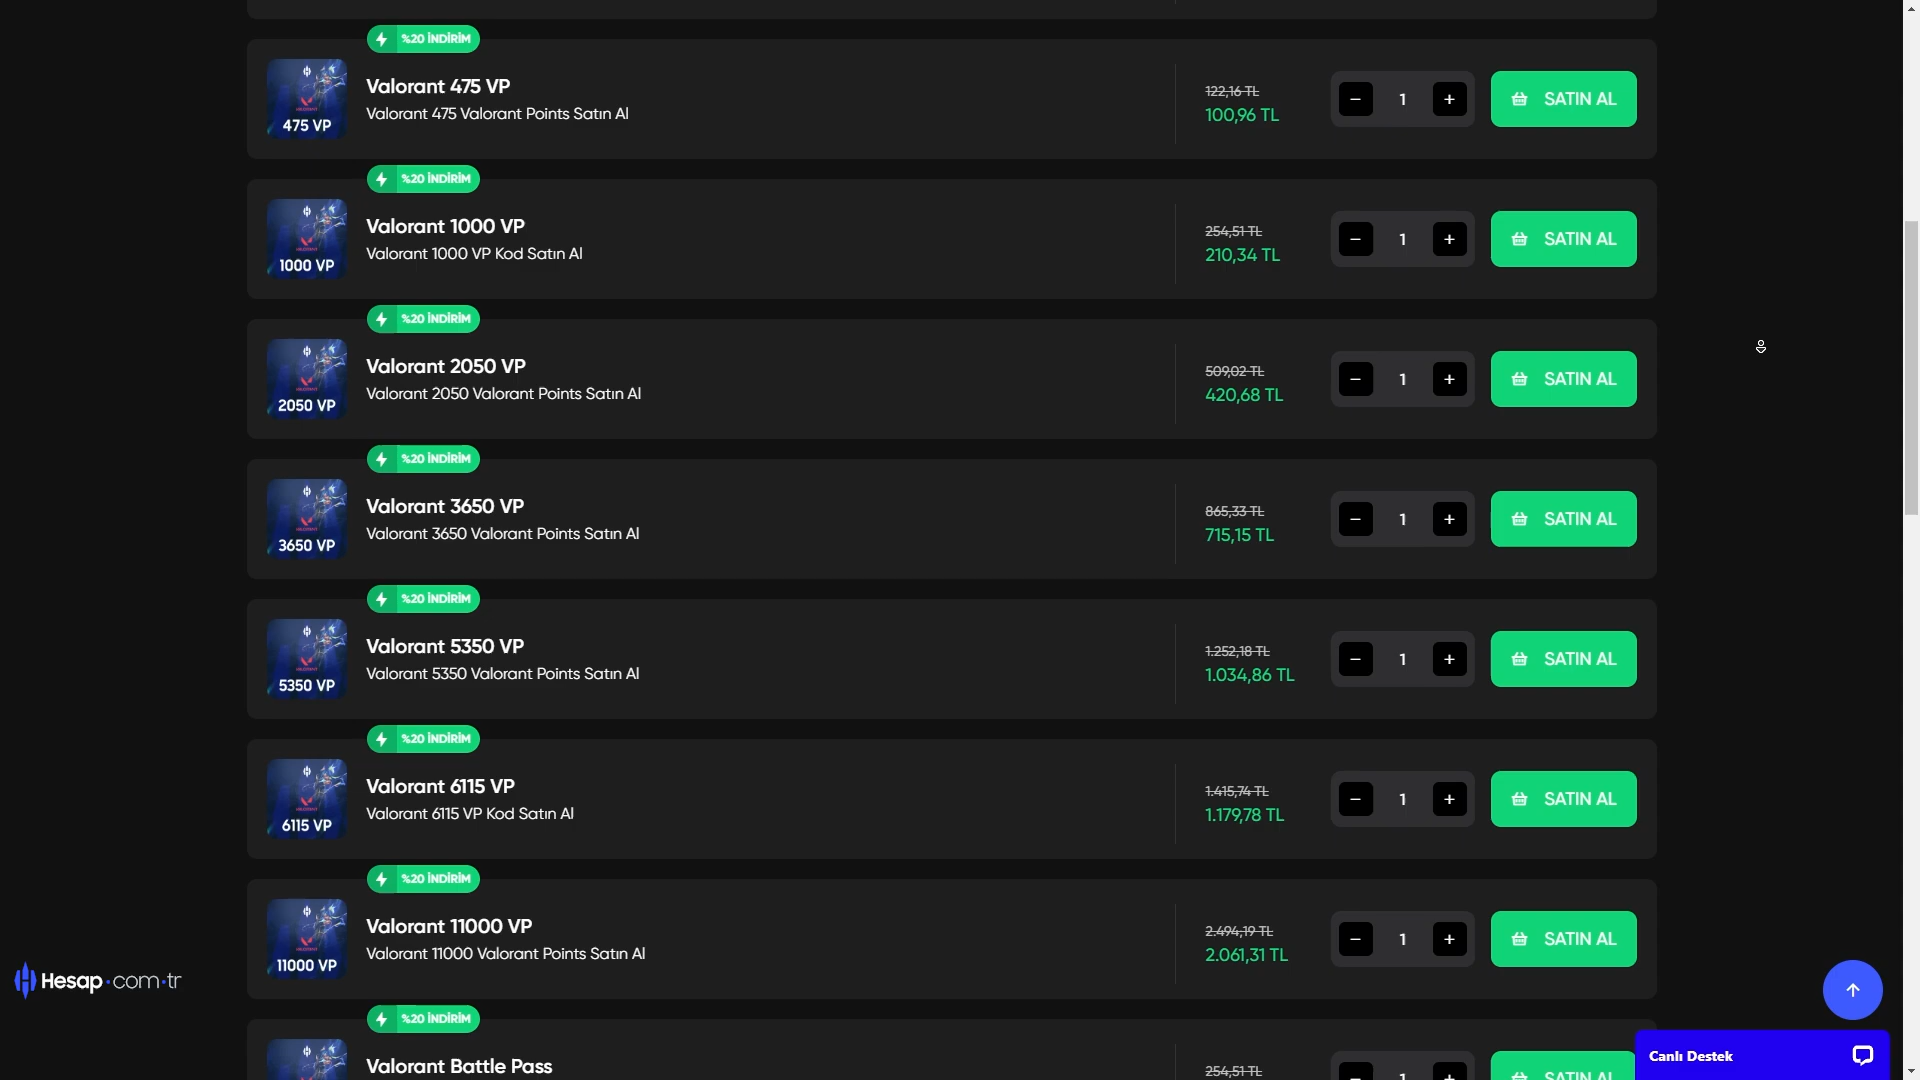 %20 İNDİRİM
475 VP
Valorant 475 VP
Valorant 475 Valorant Points Satın Al
122,16 TL
100,96 TL
1
SATIN AL
%20 İNDİRİM
1000 VP
Valorant 1000 VP
Valorant 1000 VP Kod Satın Al
254,51 TL
210,34 TL
1
SATIN AL
%20 İNDİRİM
2050 VP
Valorant 2050 VP
Valorant 2050 Valorant Points Satın Al
509,02 TL
420,68 TL
1
SATIN AL
%20 İNDİRİM
3650 VP
Valorant 3650 VP
Valorant 3650 Valorant Points Satın Al
865,33 TL
715,15 TL
1
SATIN AL
%20 İNDİRİM
5350 VP
Valorant 5350 VP
Valorant 5350 Valorant Points Satın Al
1.252,18 TL
1.034,86 TL
1
SATIN AL
%20 İNDİRİM
6115 VP
Valorant 6115 VP
Valorant 6115 VP Kod Satın Al
1.415,74 TL
1.179,78 TL
1
SATIN AL
%20 İNDİRİM
11000 VP
Valorant 11000 VP
Valorant 11000 Valorant Points Satın Al
2.494,19 TL
2.061,31 TL
1
SATIN AL
Hesap.com.tr
%20 İNDİRİM
Valorant Battle Pass
254,51 TL
1
SATIN AL
Canlı Destek